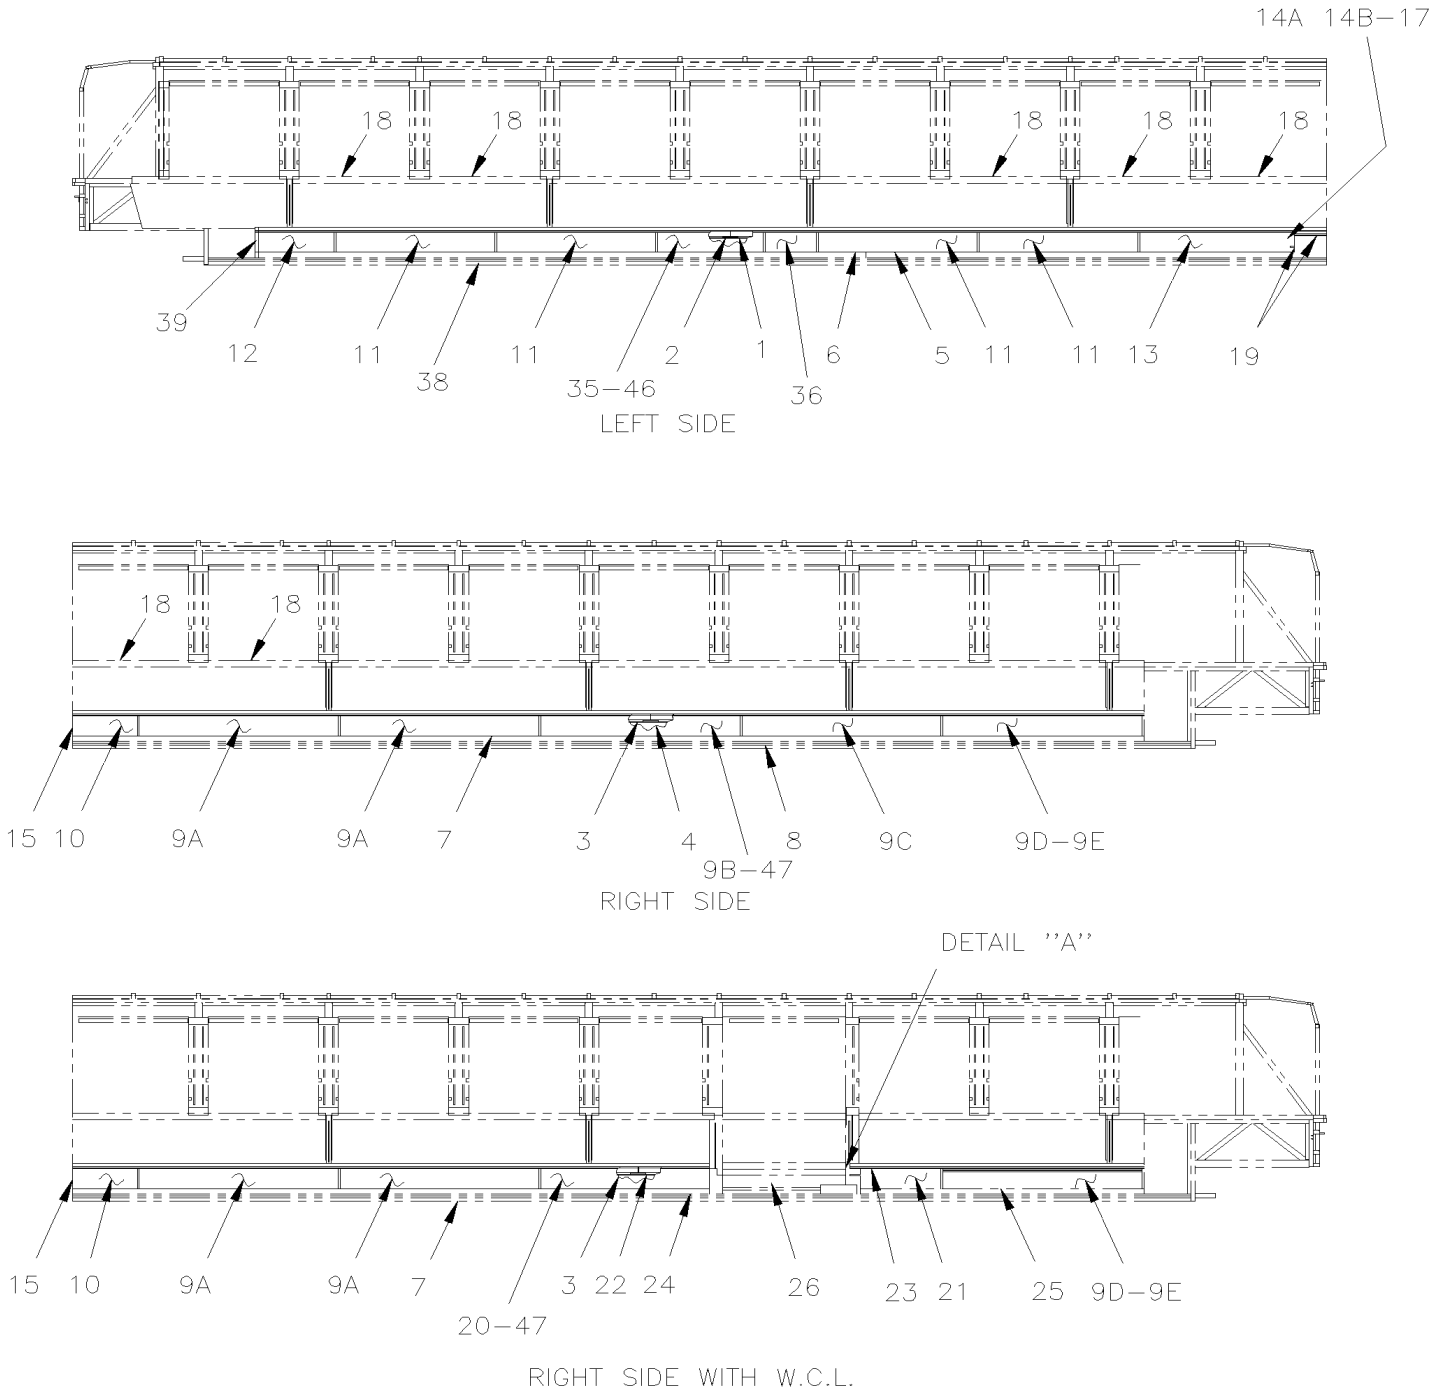 14A 14B-17
18 18 18 18 18
39 12 11 11 2 1 6 5 11 11 13 19
38 35-46 36
LEFT SIDE
18 18
15 10 9A 9A 7 3 4 8 9C 9D-9E
9B-47
RIGHT SIDE
DETAIL ''A''
15 10 9A 9A 7 3 22 24 26 23 21 25 9D-9E
20-47
RIGHT SIDE WITH W.C.L.